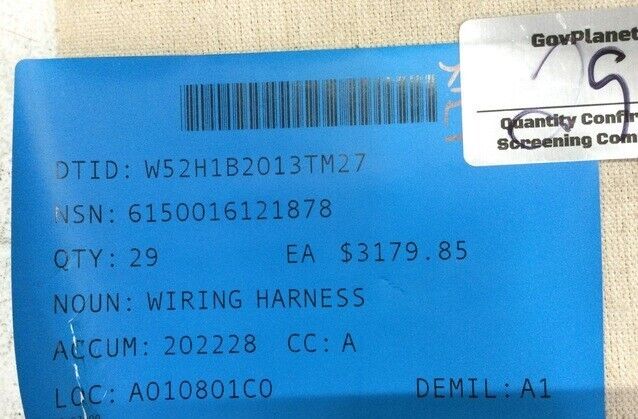 GovPlanet
29
Quantity Confir
Screening Com
DTID: W52H1B2013TM27
NSN: 6150016121878
QTY: 29 EA $3179.85
NOUN: WIRING HARNESS
ACCUM: 202228 CC: A
LOC: A010801C0 DEMIL: A1